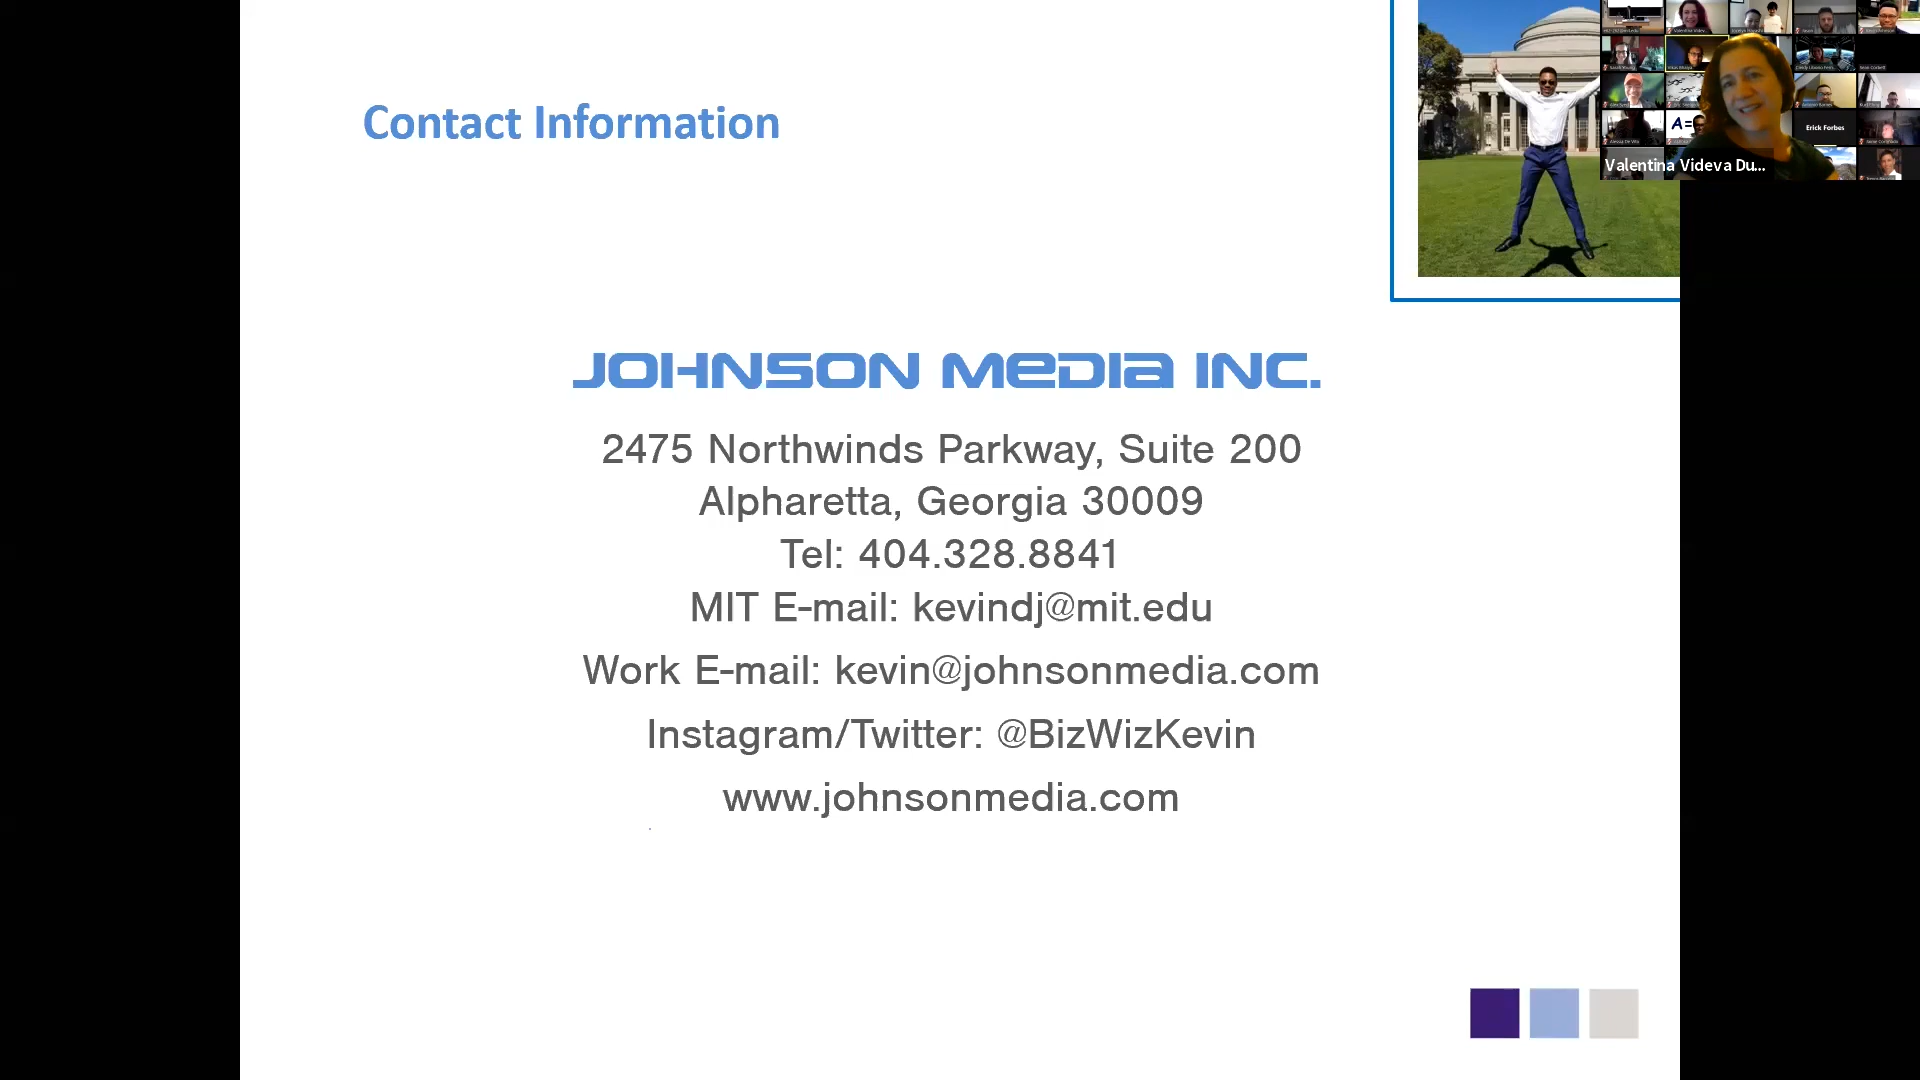 Contact Information
JOHNSON MEDIA INC.
2475 Northwinds Parkway, Suite 200
Alpharetta, Georgia 30009
Tel: 404.328.8841
MIT E-mail: kevindj@mit.edu
Work E-mail: kevin@johnsonmedia.com
Instagram/Twitter: @BizWizKevin
www.johnsonmedia.com
A=
Erick Forbes
Valentina Videva Du...